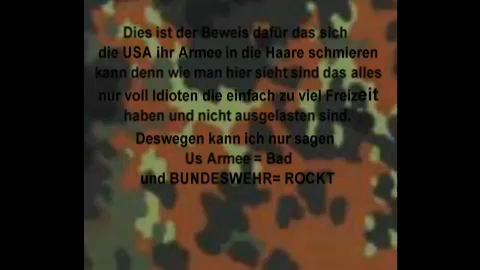 Dies ist der Beweis dafür das sich
die USA ihr Armee in die Haare schmieren
kann denn wie man hier sieht sind das alles
nur voll Idioten die einfach zu viel Freizeit
haben und nicht ausgelasten sind.
Deswegen kann ich nur sagen
Us Armee = Bad
und BUNDESWEHR= ROCKT